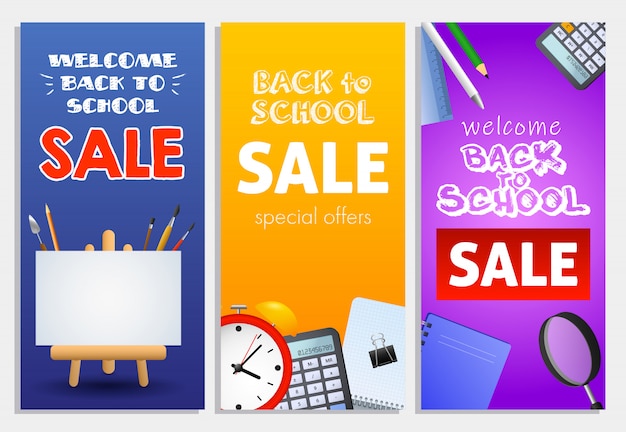 WELCOME
BACK TO
SCHOOL
SALE
BACK to
SCHOOL
SALE
special offers
welcome
BACK
TO
SCHOOL
SALE